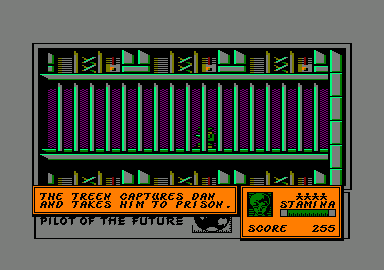 THE TREEN CAPTURES DAN
AND TAKES HIM TO PRISON.
PILOT OF THE FUTURE
****
STAMINA
SCORE 255